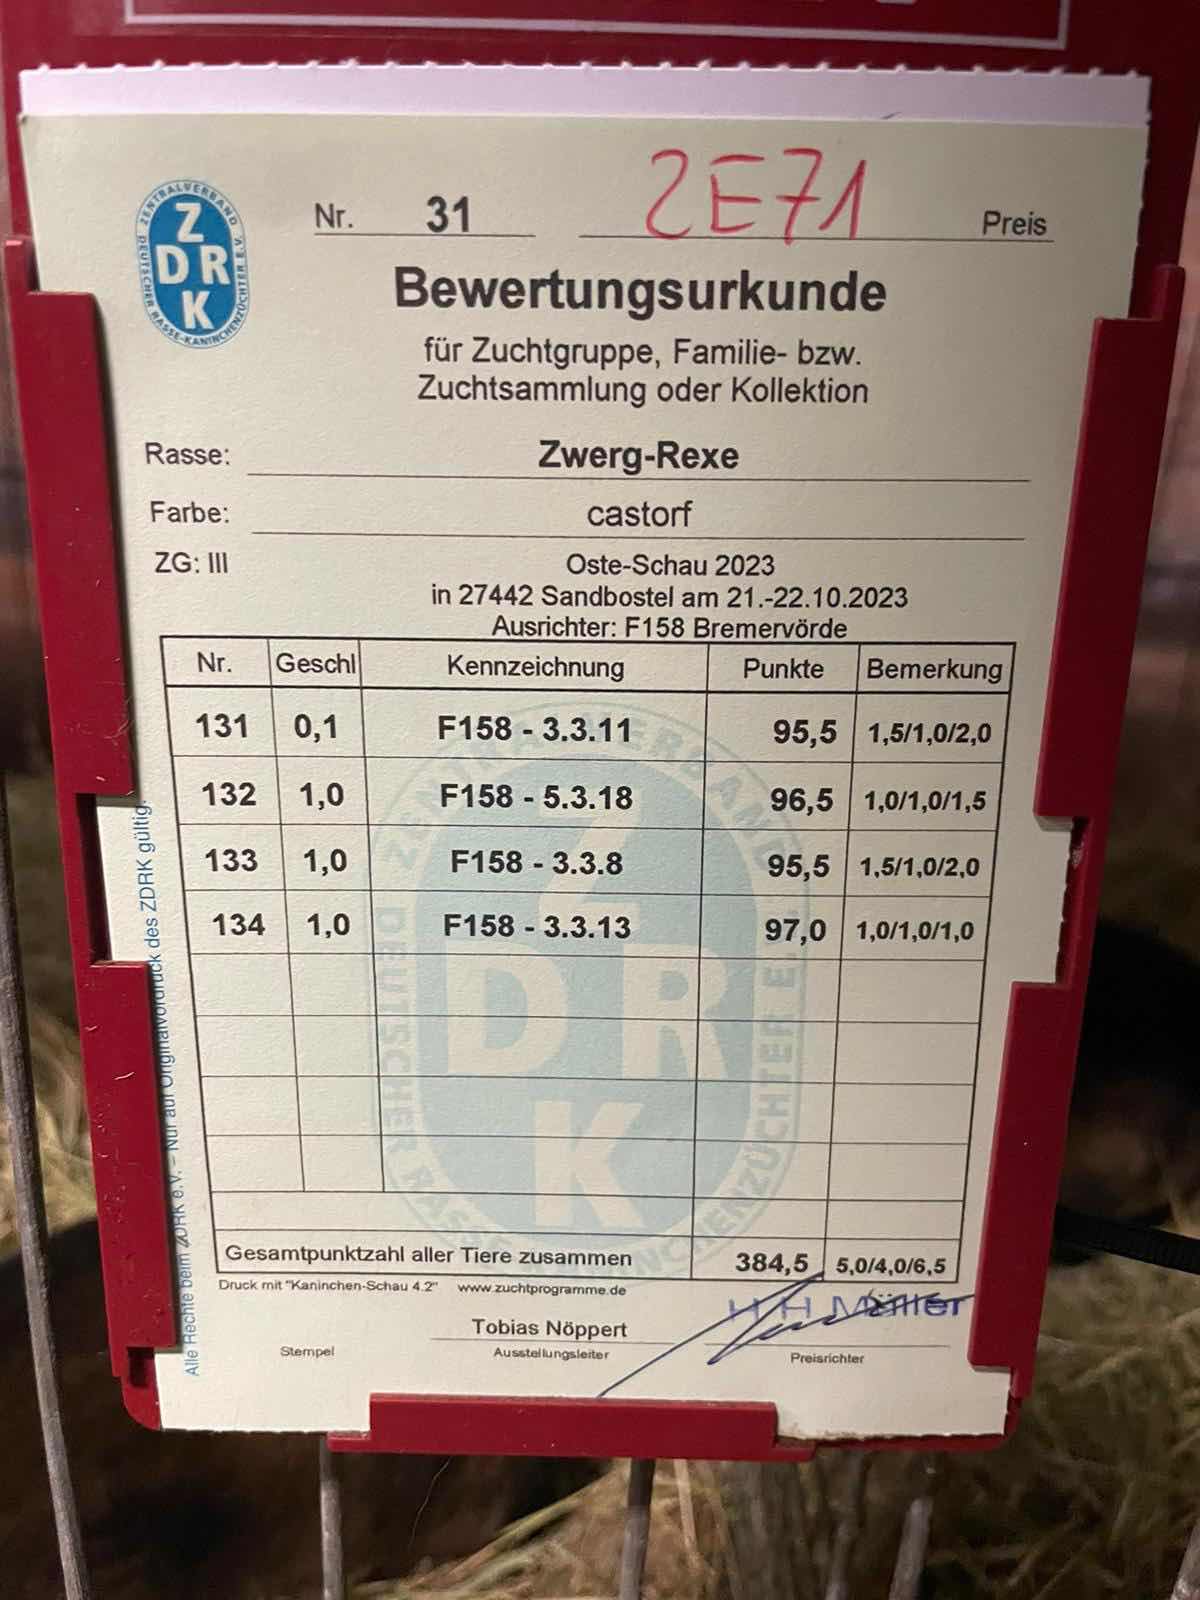 ZENTRALVERBAND
DEUTSCHER RASSE-KANINCHENZÜCHTER E.V.
Z
DR
K
Nr. 31 2E71 Preis
Bewertungsurkunde
für Zuchtgruppe, Familie- bzw.
Zuchtsammlung oder Kollektion
Rasse: Zwerg-Rexe
Farbe: castorf
ZG: III Oste-Schau 2023
in 27442 Sandbostel am 21.-22.10.2023
Ausrichter: F158 Bremervörde
Nr. Geschl Kennzeichnung Punkte Bemerkung
131 0,1 F158 - 3.3.11 95,5 1,5/1,0/2,0
132 1,0 F158 - 5.3.18 96,5 1,0/1,0/1,5
133 1,0 F158 - 3.3.8 95,5 1,5/1,0/2,0
134 1,0 F158 - 3.3.13 97,0 1,0/1,0/1,0
Gesamtpunktzahl aller Tiere zusammen 384,5 5,0/4,0/6,5
Druck mit "Kaninchen-Schau 4.2" www.zuchtprogramme.de
H H Müller
Tobias Nöppert
Stempel Ausstellungsleiter Preisrichter
Alle Rechte beim ZDRK e.V. – Nur auf Originalvordruck des ZDRK gültig.